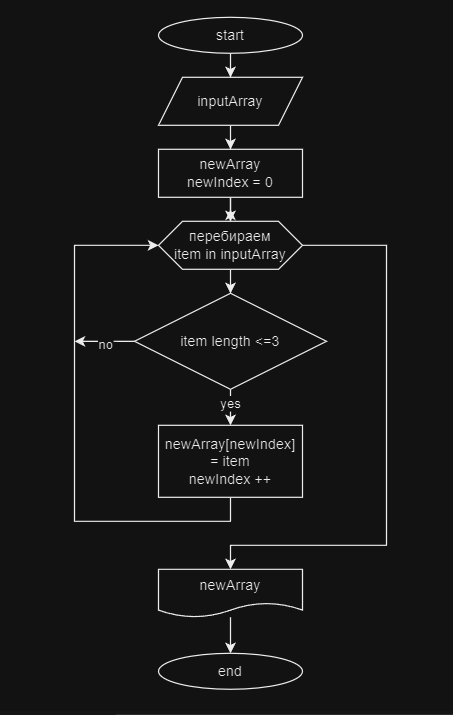 start
inputArray
newArray
newIndex = 0
перебираем
item in inputArray
item length <=3
no
yes
newArray[newIndex]
= item
newIndex ++
newArray
end